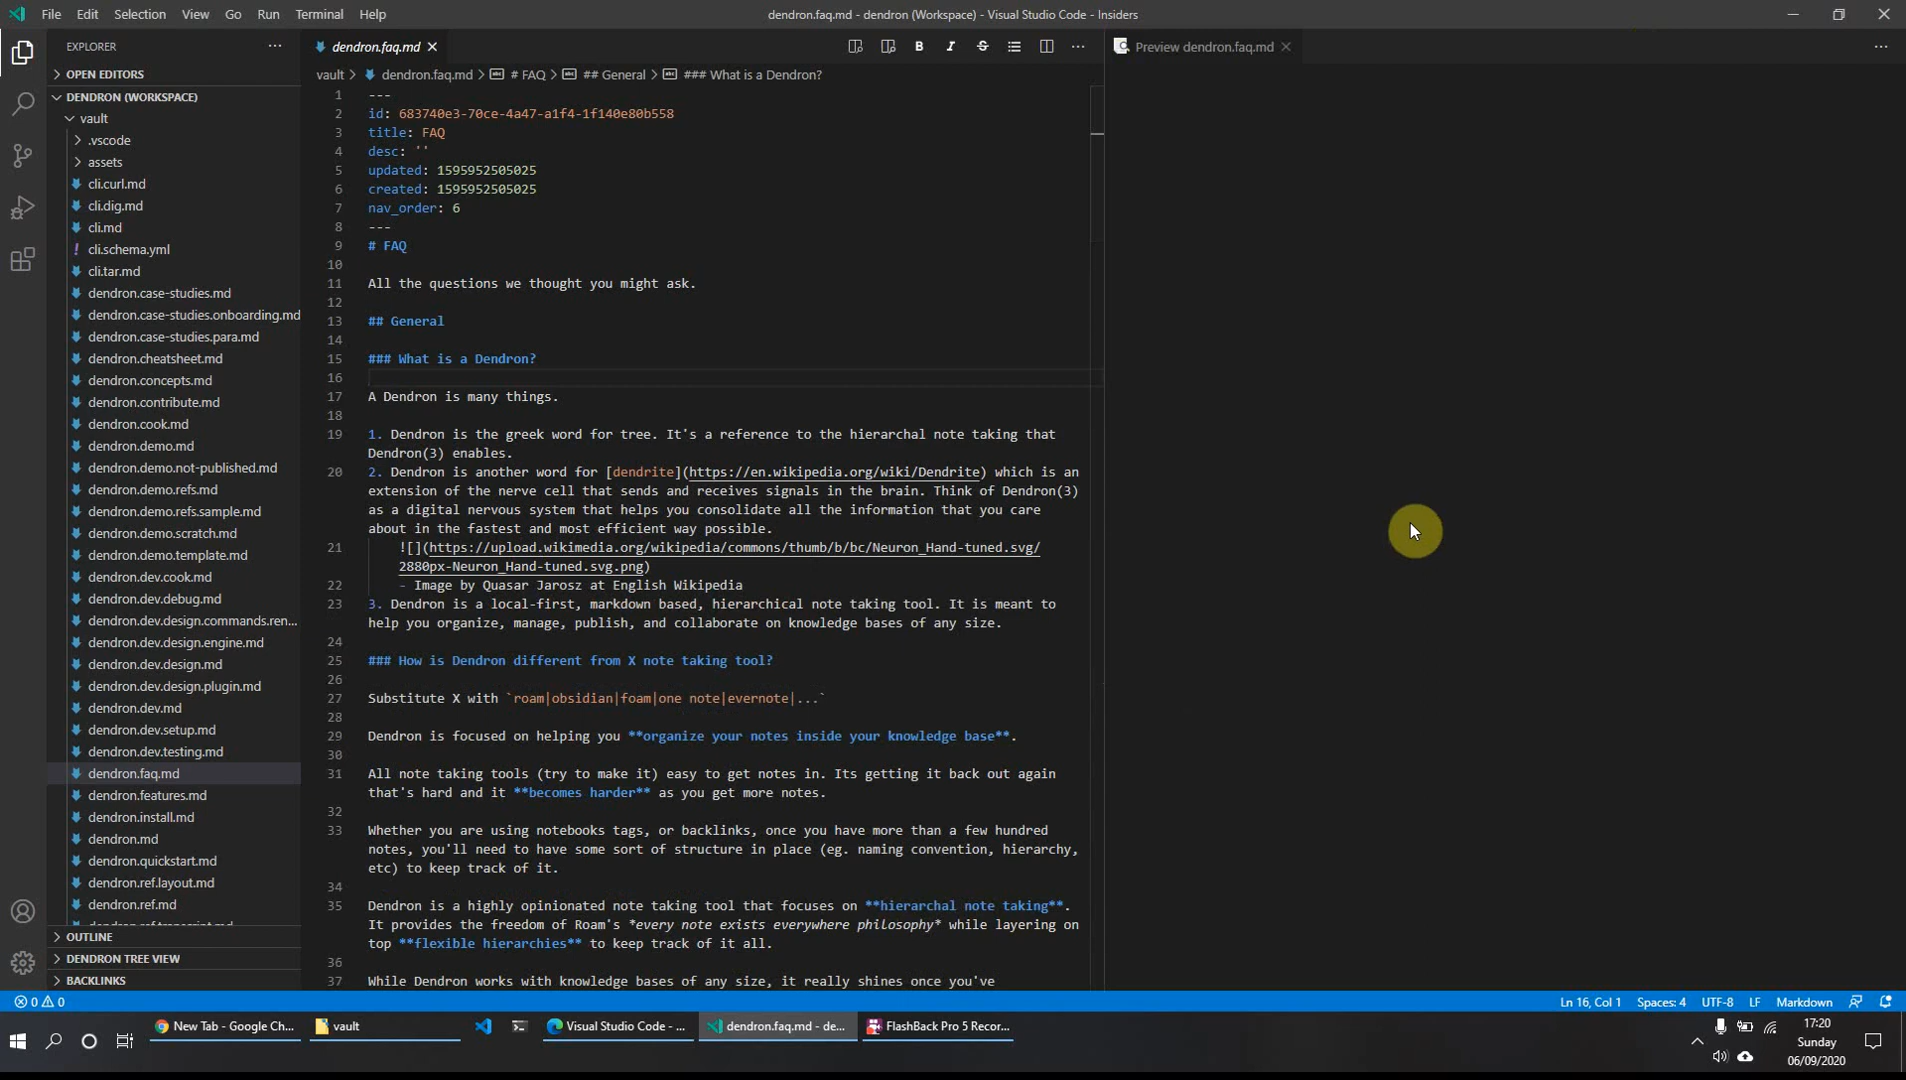 File Edit Selection View Go Run Terminal Help
dendron.faq.md - dendron (Workspace) - Visual Studio Code - Insiders
EXPLORER
OPEN EDITORS
DENDRON (WORKSPACE)
vault
.vscode
assets
cli.curl.md
cli.dig.md
cli.md
cli.schema.yml
cli.tar.md
dendron.case-studies.md
dendron.case-studies.onboarding.md
dendron.case-studies.para.md
dendron.cheatsheet.md
dendron.concepts.md
dendron.contribute.md
dendron.cook.md
dendron.demo.md
dendron.demo.not-published.md
dendron.demo.refs.md
dendron.demo.refs.sample.md
dendron.demo.scratch.md
dendron.demo.template.md
dendron.dev.cook.md
dendron.dev.debug.md
dendron.dev.design.commands.ren...
dendron.dev.design.engine.md
dendron.dev.design.md
dendron.dev.design.plugin.md
dendron.dev.md
dendron.dev.setup.md
dendron.dev.testing.md
dendron.faq.md
dendron.features.md
dendron.install.md
dendron.md
dendron.quickstart.md
dendron.ref.layout.md
dendron.ref.md
OUTLINE
DENDRON TREE VIEW
BACKLINKS
dendron.faq.md
vault > dendron.faq.md > # FAQ > ## General > ### What is a Dendron?
1 ---
2 id: 683740e3-70ce-4a47-a1f4-1f140e80b558
3 title: FAQ
4 desc: ''
5 updated: 1595952505025
6 created: 1595952505025
7 nav_order: 6
8 ---
9 # FAQ
10
11 All the questions we thought you might ask.
12
13 ## General
14
15 ### What is a Dendron?
16
17 A Dendron is many things.
18
19 1. Dendron is the greek word for tree. It's a reference to the hierarchal note taking that
Dendron(3) enables.
20 2. Dendron is another word for [dendrite](https://en.wikipedia.org/wiki/Dendrite) which is an
extension of the nerve cell that sends and receives signals in the brain. Think of Dendron(3)
as a digital nervous system that helps you consolidate all the information that you care
about in the fastest and most efficient way possible.
21 ![](https://upload.wikimedia.org/wikipedia/commons/thumb/b/bc/Neuron_Hand-tuned.svg/
2880px-Neuron_Hand-tuned.svg.png)
22 - Image by Quasar Jarosz at English Wikipedia
23 3. Dendron is a local-first, markdown based, hierarchical note taking tool. It is meant to
help you organize, manage, publish, and collaborate on knowledge bases of any size.
24
25 ### How is Dendron different from X note taking tool?
26
27 Substitute X with `roam|obsidian|foam|one note|evernote|...`
28
29 Dendron is focused on helping you **organize your notes inside your knowledge base**.
30
31 All note taking tools (try to make it) easy to get notes in. Its getting it back out again
that's hard and it **becomes harder** as you get more notes.
32
33 Whether you are using notebooks tags, or backlinks, once you have more than a few hundred
notes, you'll need to have some sort of structure in place (eg. naming convention, hierarchy,
etc) to keep track of it.
34
35 Dendron is a highly opinionated note taking tool that focuses on **hierarchal note taking**.
It provides the freedom of Roam's *every note exists everywhere philosophy* while layering on
top **flexible hierarchies** to keep track of it all.
36
37 While Dendron works with knowledge bases of any size, it really shines once you've
Preview dendron.faq.md
0 0
Ln 16, Col 1 Spaces: 4 UTF-8 LF Markdown
New Tab - Google Ch...
vault
Visual Studio Code - ...
dendron.faq.md - de...
FlashBack Pro 5 Recor...
17:20
Sunday
06/09/2020